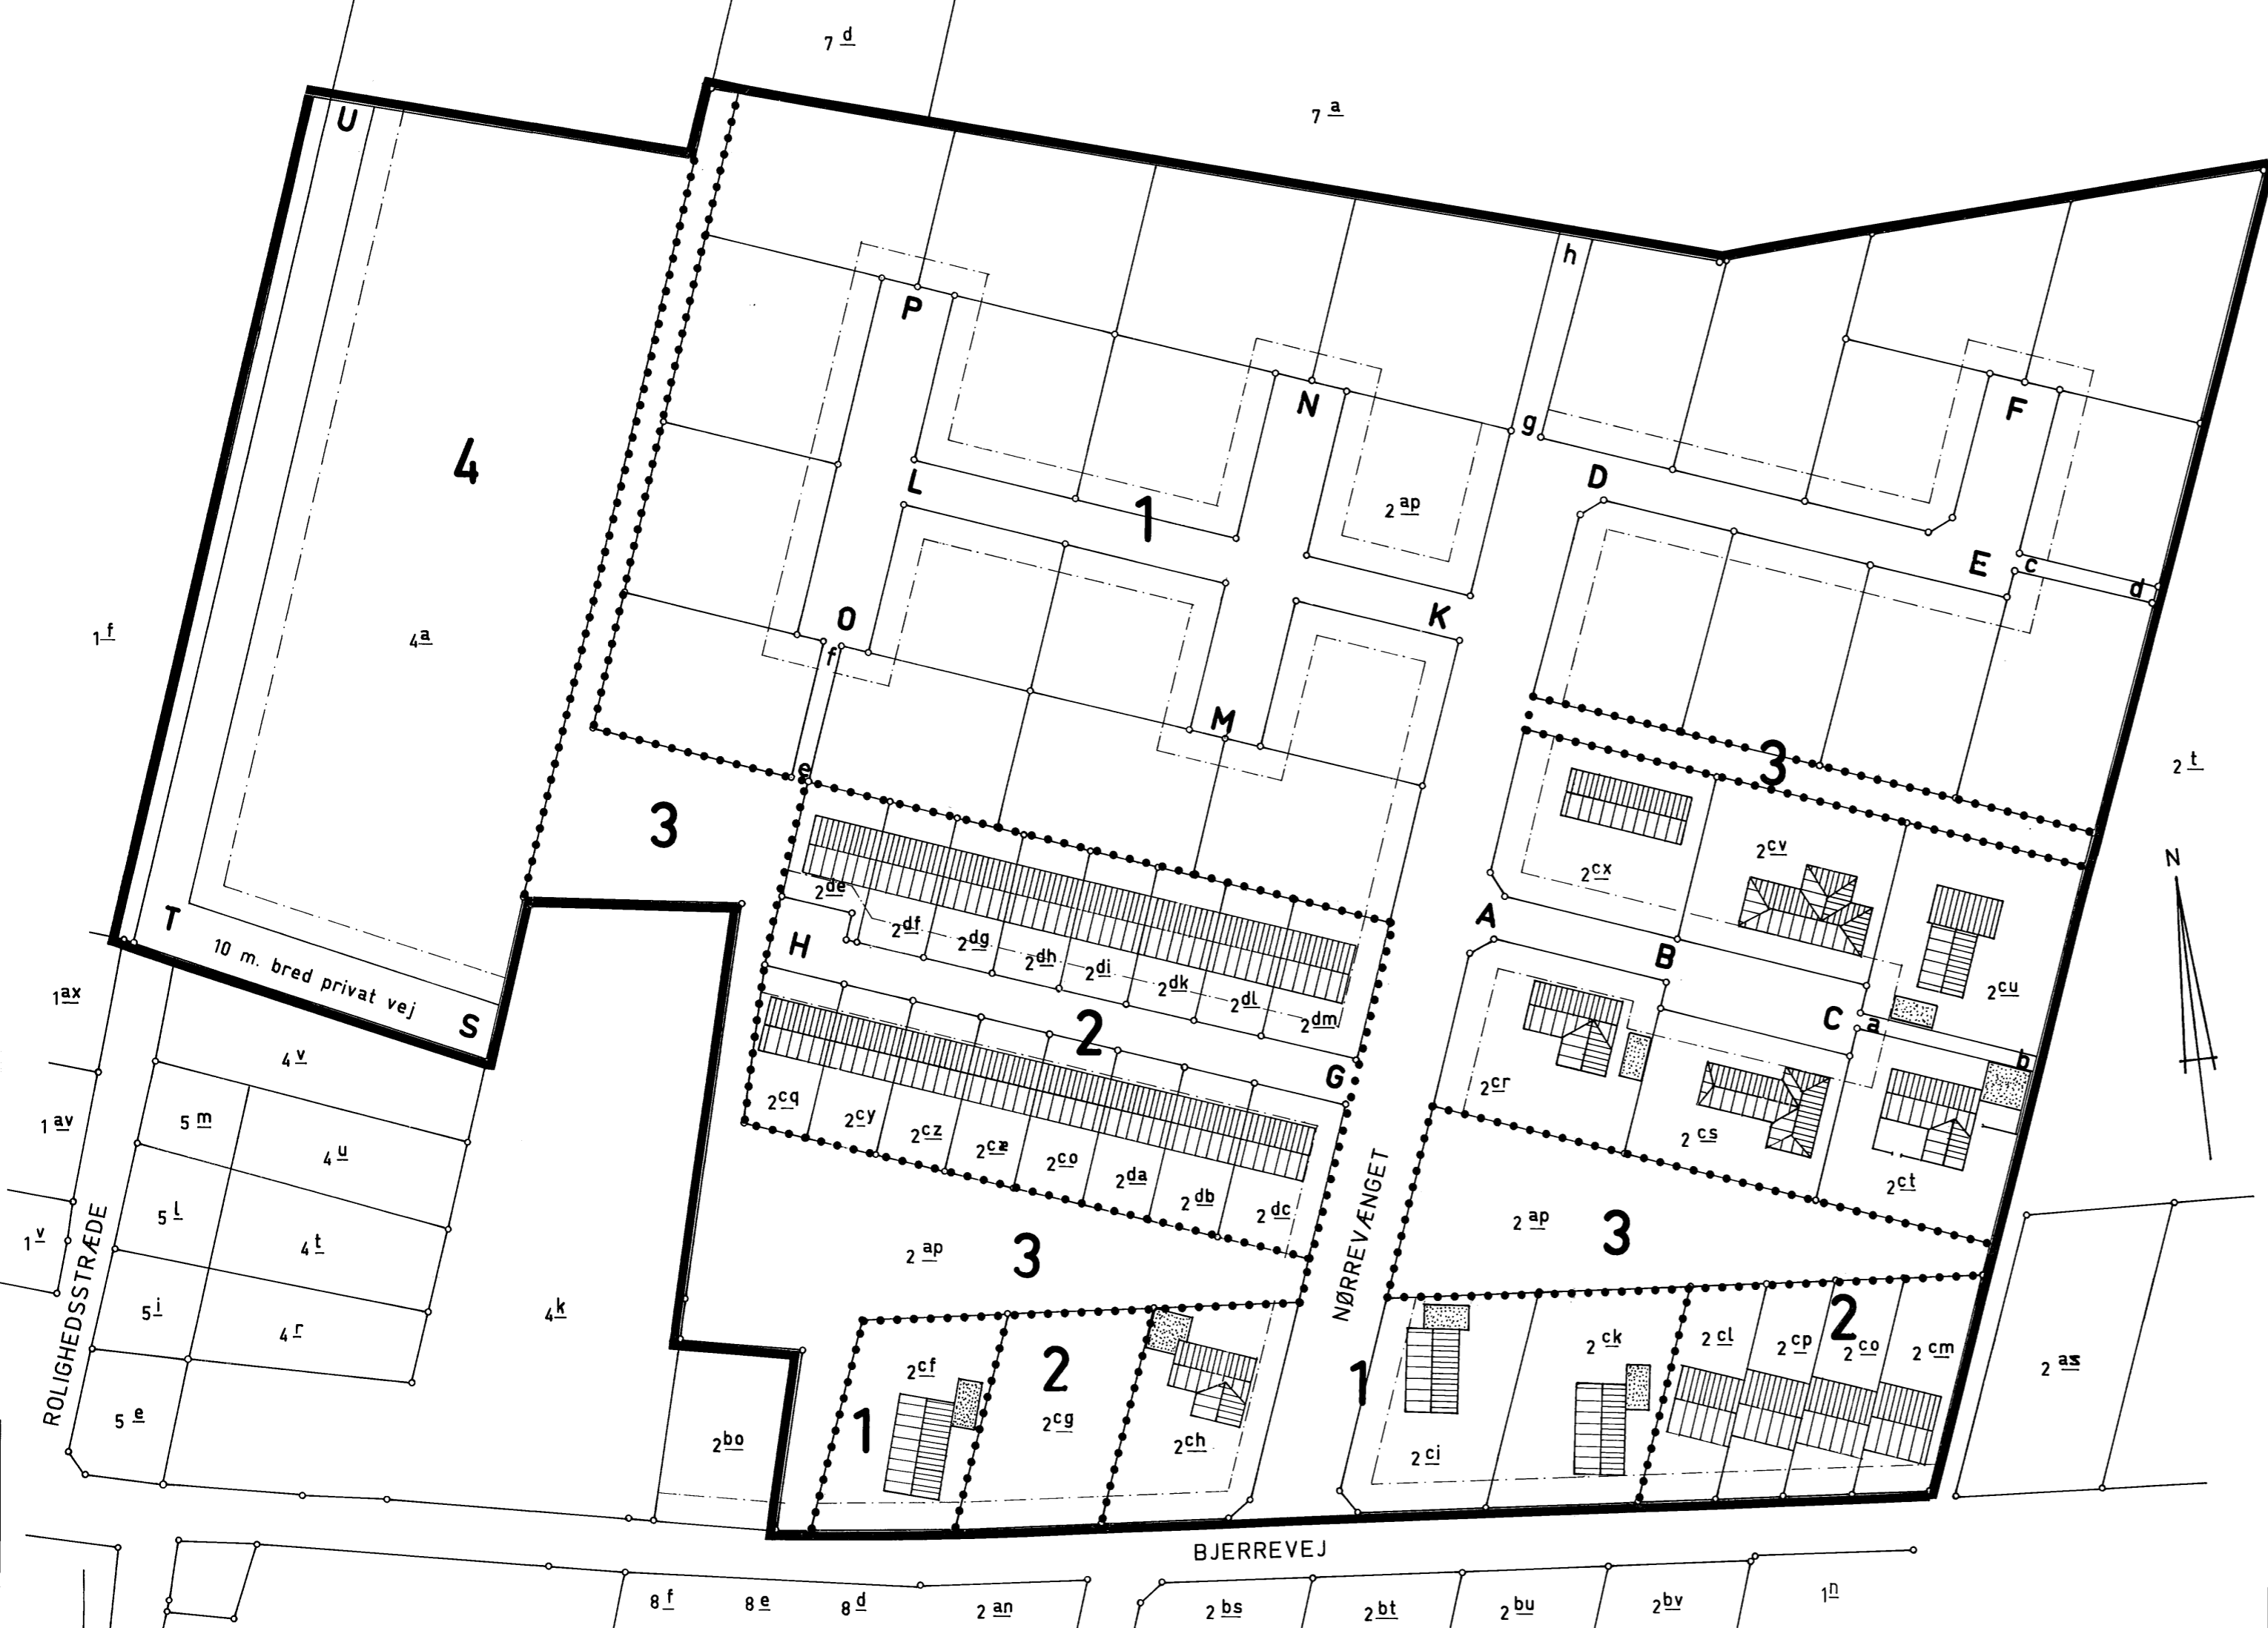 7 d
7 a
U
h
P
N
g
F
D
4
L
1
2 ap
E
c
d
1 f
4 a
O
f
K
M
3
2 t
e
3
N
2 cv
2 cx
2 de
2 df
2 dg
2 dh
2 di
2 dk
2 dl
2 dm
A
T
H
B
10 m. bred privat vej
S
1 ax
2 cu
C
a
b
2
G
4 v
2 cr
2 cq
2 cy
2 cz
2 cæ
2 co
2 da
2 db
2 dc
1 av
5 m
4 u
2 cs
2 ct
5 l
4 t
1 v
2 ap
3
2 ap
3
ROLIGHEDSSTRÆDE
NØRREVÆNGET
5 i
4 r
4 k
2 cf
2
1
2 ck
2 cl
2 cp
2
2 co
2 cm
2 as
5 e
2 bo
1
2 cg
2 ch
2 ci
BJERREVEJ
8 f
8 e
8 d
2 an
2 bs
2 bt
2 bu
2 bv
1 n